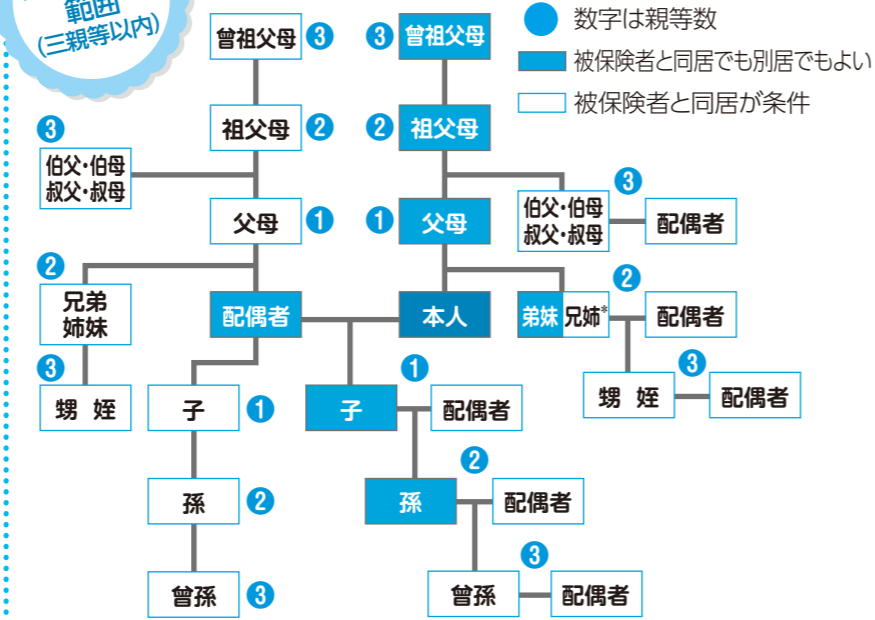 範囲
(三親等以内)
数字は親等数
被保険者と同居でも別居でもよい
被保険者と同居が条件
曾祖父母 3
3 曾祖父母
祖父母 2
2 祖父母
3
伯父・伯母
叔父・叔母
父母 1
1 父母
3
伯父・伯母
叔父・叔母
配偶者
2
兄弟
姉妹
配偶者
本人
弟妹 兄姉*
2
配偶者
3
甥 姪
子 1
1
子
配偶者
甥 姪
3
配偶者
孫 2
孫
2
配偶者
曾孫 3
曾孫
3
配偶者